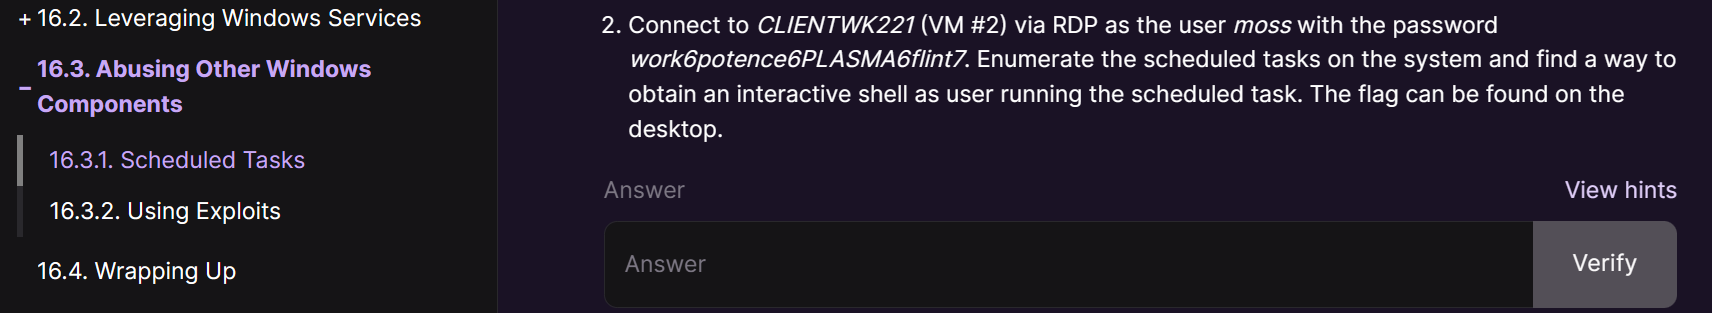 + 16.2. Leveraging Windows Services
− 16.3. Abusing Other Windows
Components
16.3.1. Scheduled Tasks
16.3.2. Using Exploits
16.4. Wrapping Up
2. Connect to CLIENTWK221 (VM #2) via RDP as the user moss with the password
work6potence6PLASMA6flint7. Enumerate the scheduled tasks on the system and find a way to
obtain an interactive shell as user running the scheduled task. The flag can be found on the
desktop.
Answer
View hints
Answer
Verify